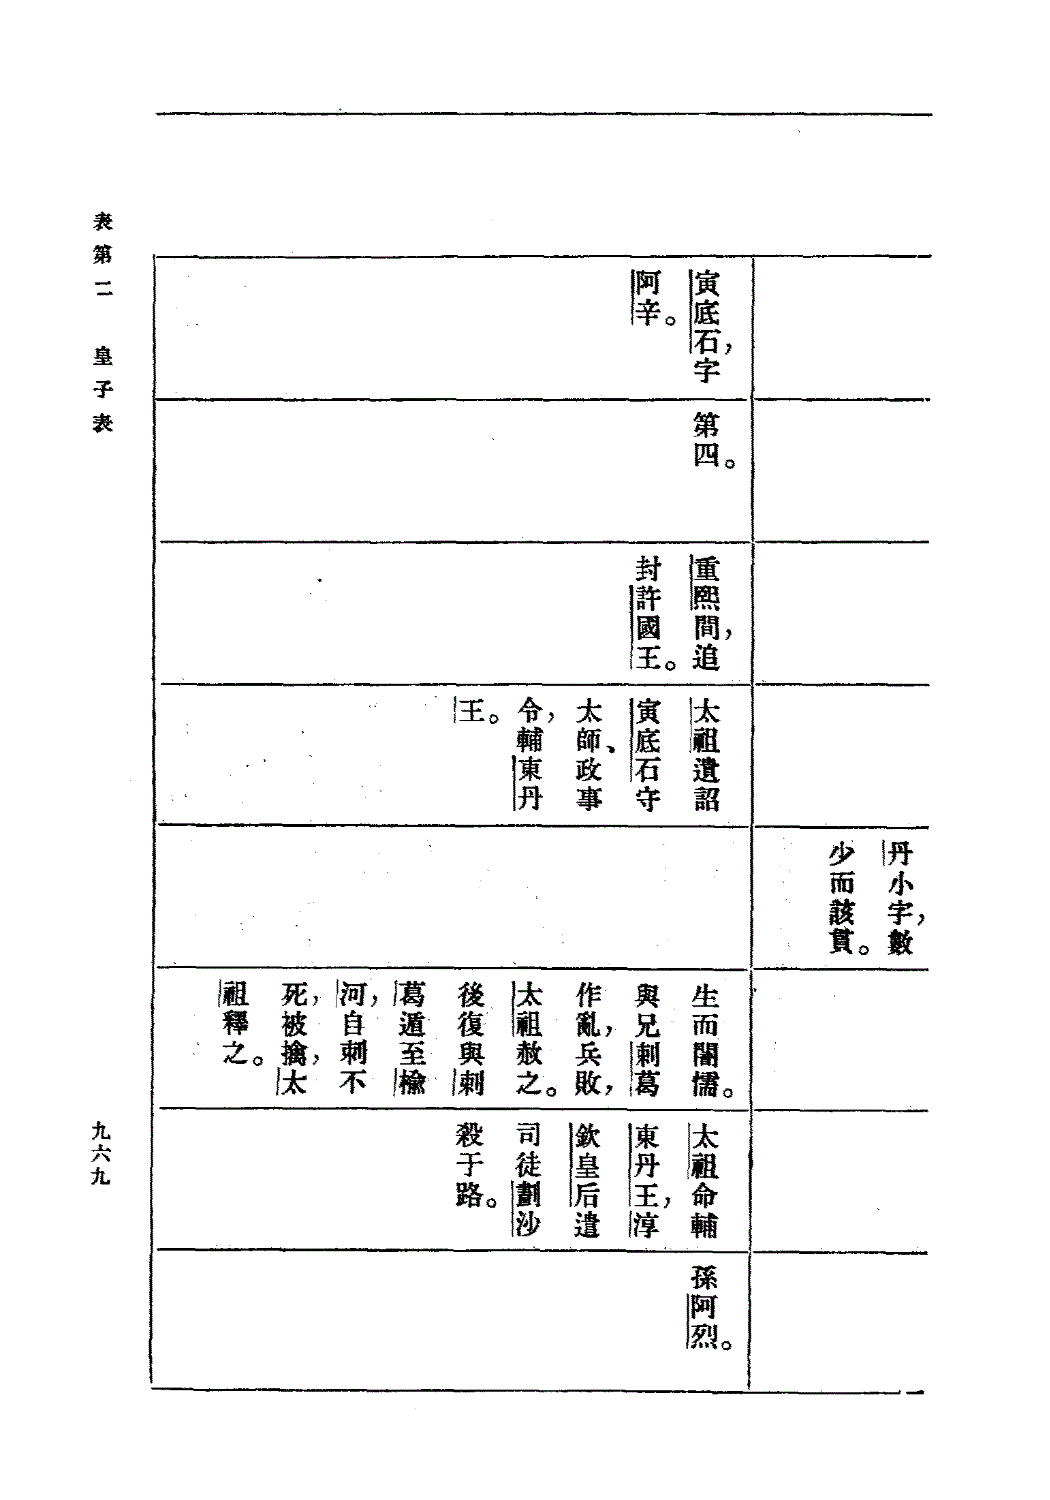 丹小字，數
少而該貫。
寅底石，字
阿辛。
第四。
重熙間，追
封許國王。
太祖遺詔
寅底石守
太師、政事
令，輔東丹
王。
生而闇懦。
與兄剌葛
作亂，兵敗，
太祖赦之。
後復與剌
葛遁至榆
河，自刺不
死，被擒，太
祖釋之。
太祖命輔
東丹王，淳
欽皇后遣
司徒劃沙
殺于路。
孫阿烈。
表第二　皇子表
九六九